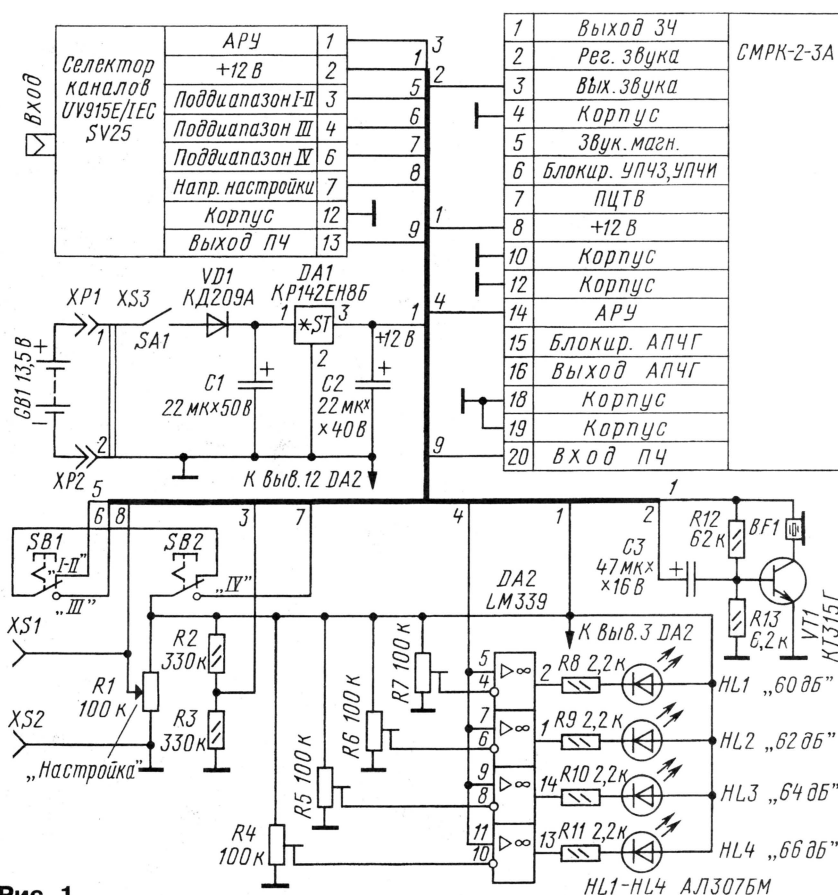 Вход
Селектор
каналов
UV915E/IEC
SV25
АРУ 1
+12 В 2
Поддиапазон I-II 3
Поддиапазон III 4
Поддиапазон IV 6
Напр. настройки 7
Корпус 12
Выход ПЧ 13
3
1
5
6
7
8
9
2
1
4
9
1 Выход ЗЧ
2 Рег. звука
3 Вых. звука
4 Корпус
5 Звук. магн.
6 Блокир. УПЧЗ, УПЧИ
7 ПЦТВ
8 +12 В
10 Корпус
12 Корпус
14 АРУ
15 Блокир. АПЧГ
16 Выход АПЧГ
18 Корпус
19 Корпус
20 Вход ПЧ
СМРК-2-3А
XP1
XS3
1
SA1
VD1
КД209А
DA1
КР142ЕН8Б
1
*ST
3
2
1
+12 В
GB1 13,5 В
+
−
C1
22 мк×50В
+
C2
22 мк×
×40В
+
2
XP2
К выв.12 DA2
5
6 8
3
7
4
1
2
1
SB1
„I-II"
„III"
SB2
„IV"
XS1
XS2
R1
100 к
„Настройка"
R2
330к
R3
330к
R4
100 к
R5 100 к
R6 100 к
R7 100 к
DA2
LM339
5
4
▷∞
2
7
6
▷∞
1
9
8
▷∞
14
11
10
▷∞
13
К выв.3 DA2
R8 2,2 к
R9 2,2 к
R10 2,2 к
R11 2,2 к
HL1 „60 дБ"
HL2 „62 дБ"
HL3 „64 дБ"
HL4 „66 дБ"
HL1-HL4 АЛ307БМ
C3
47 мк×
×16В
+
R12
62 к
R13
6,2 к
BF1
VT1
КТ315Г
Рис. 1